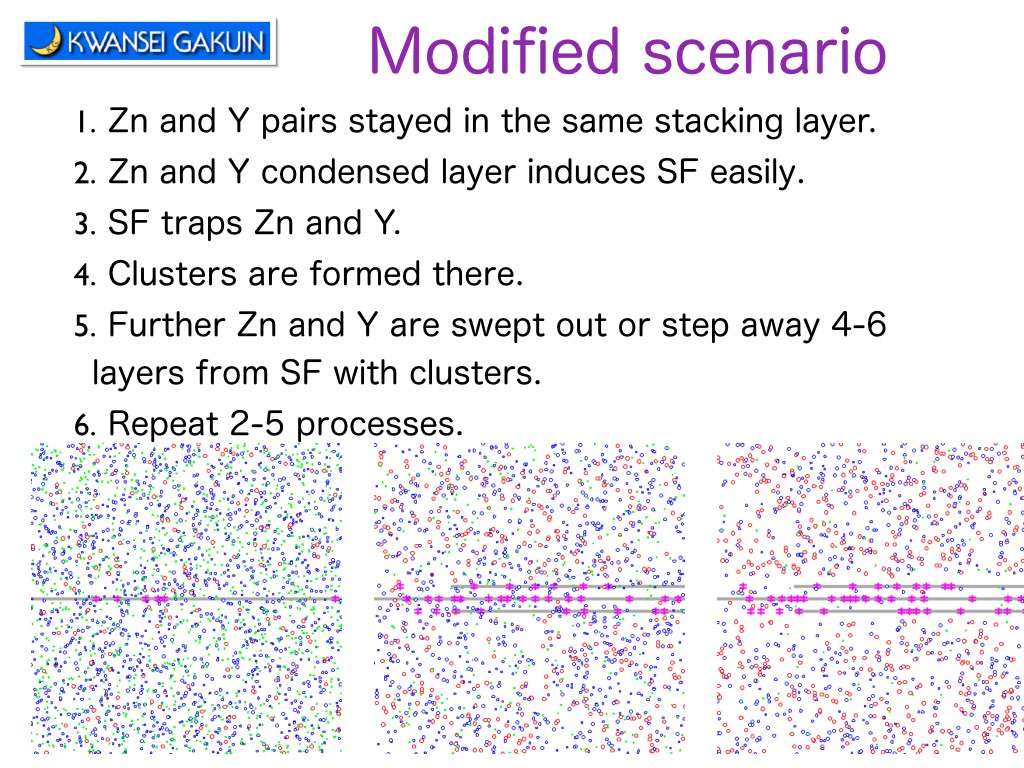 KWANSEI GAKUIN
Modified scenario
1. Zn and Y pairs stayed in the same stacking layer.
2. Zn and Y condensed layer induces SF easily.
3. SF traps Zn and Y.
4. Clusters are formed there.
5. Further Zn and Y are swept out or step away 4-6
layers from SF with clusters.
6. Repeat 2-5 processes.